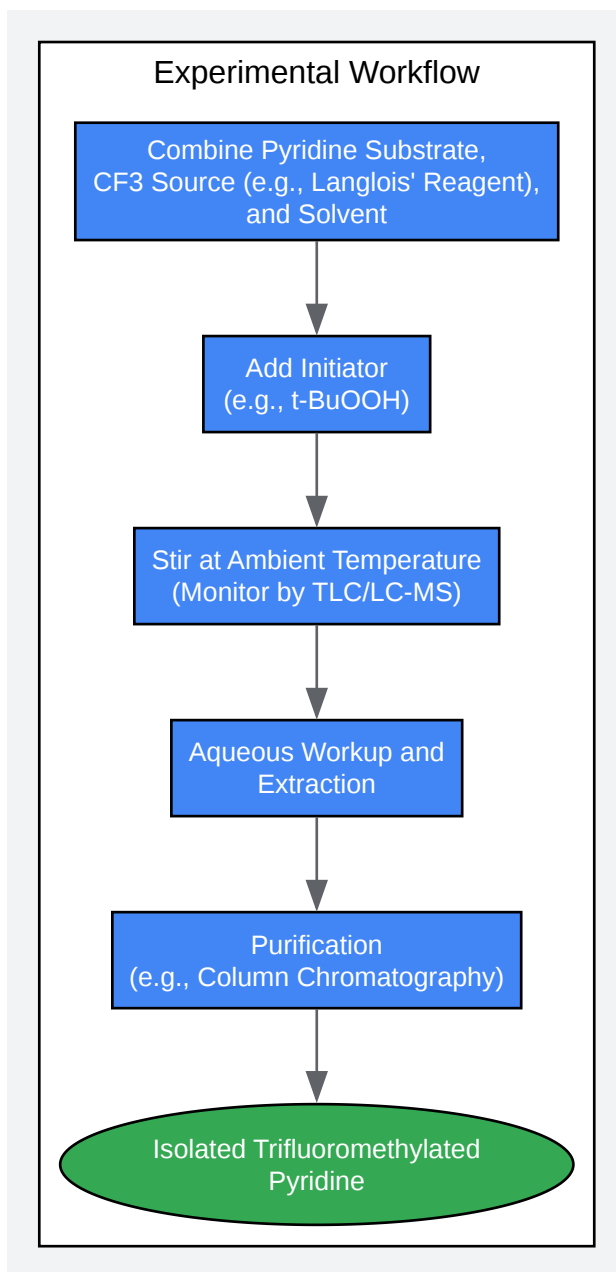 Experimental Workflow
Combine Pyridine Substrate,
CF3 Source (e.g., Langlois' Reagent),
and Solvent
Add Initiator
(e.g., t-BuOOH)
Stir at Ambient Temperature
(Monitor by TLC/LC-MS)
Aqueous Workup and
Extraction
Purification
(e.g., Column Chromatography)
Isolated Trifluoromethylated
Pyridine